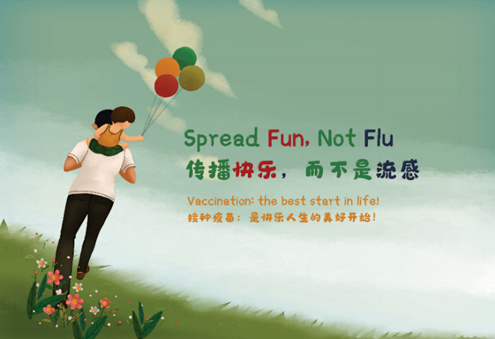 Spread Fun, Not Flu
传播快乐，而不是流感
Vaccination: the best start in life!
接种疫苗：是快乐人生的真好开始！